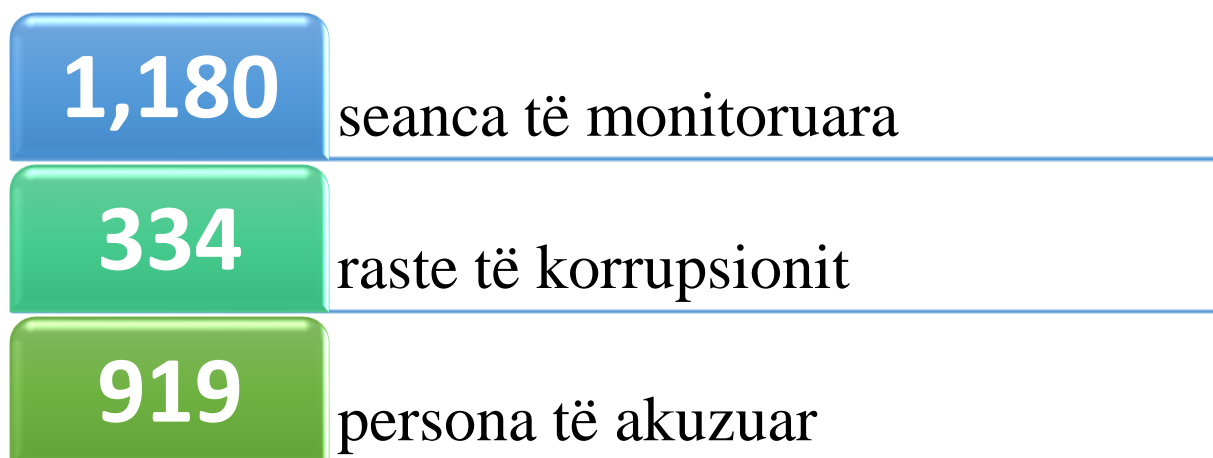 1,180 seanca të monitoruara
334 raste të korrupsionit
919 persona të akuzuar